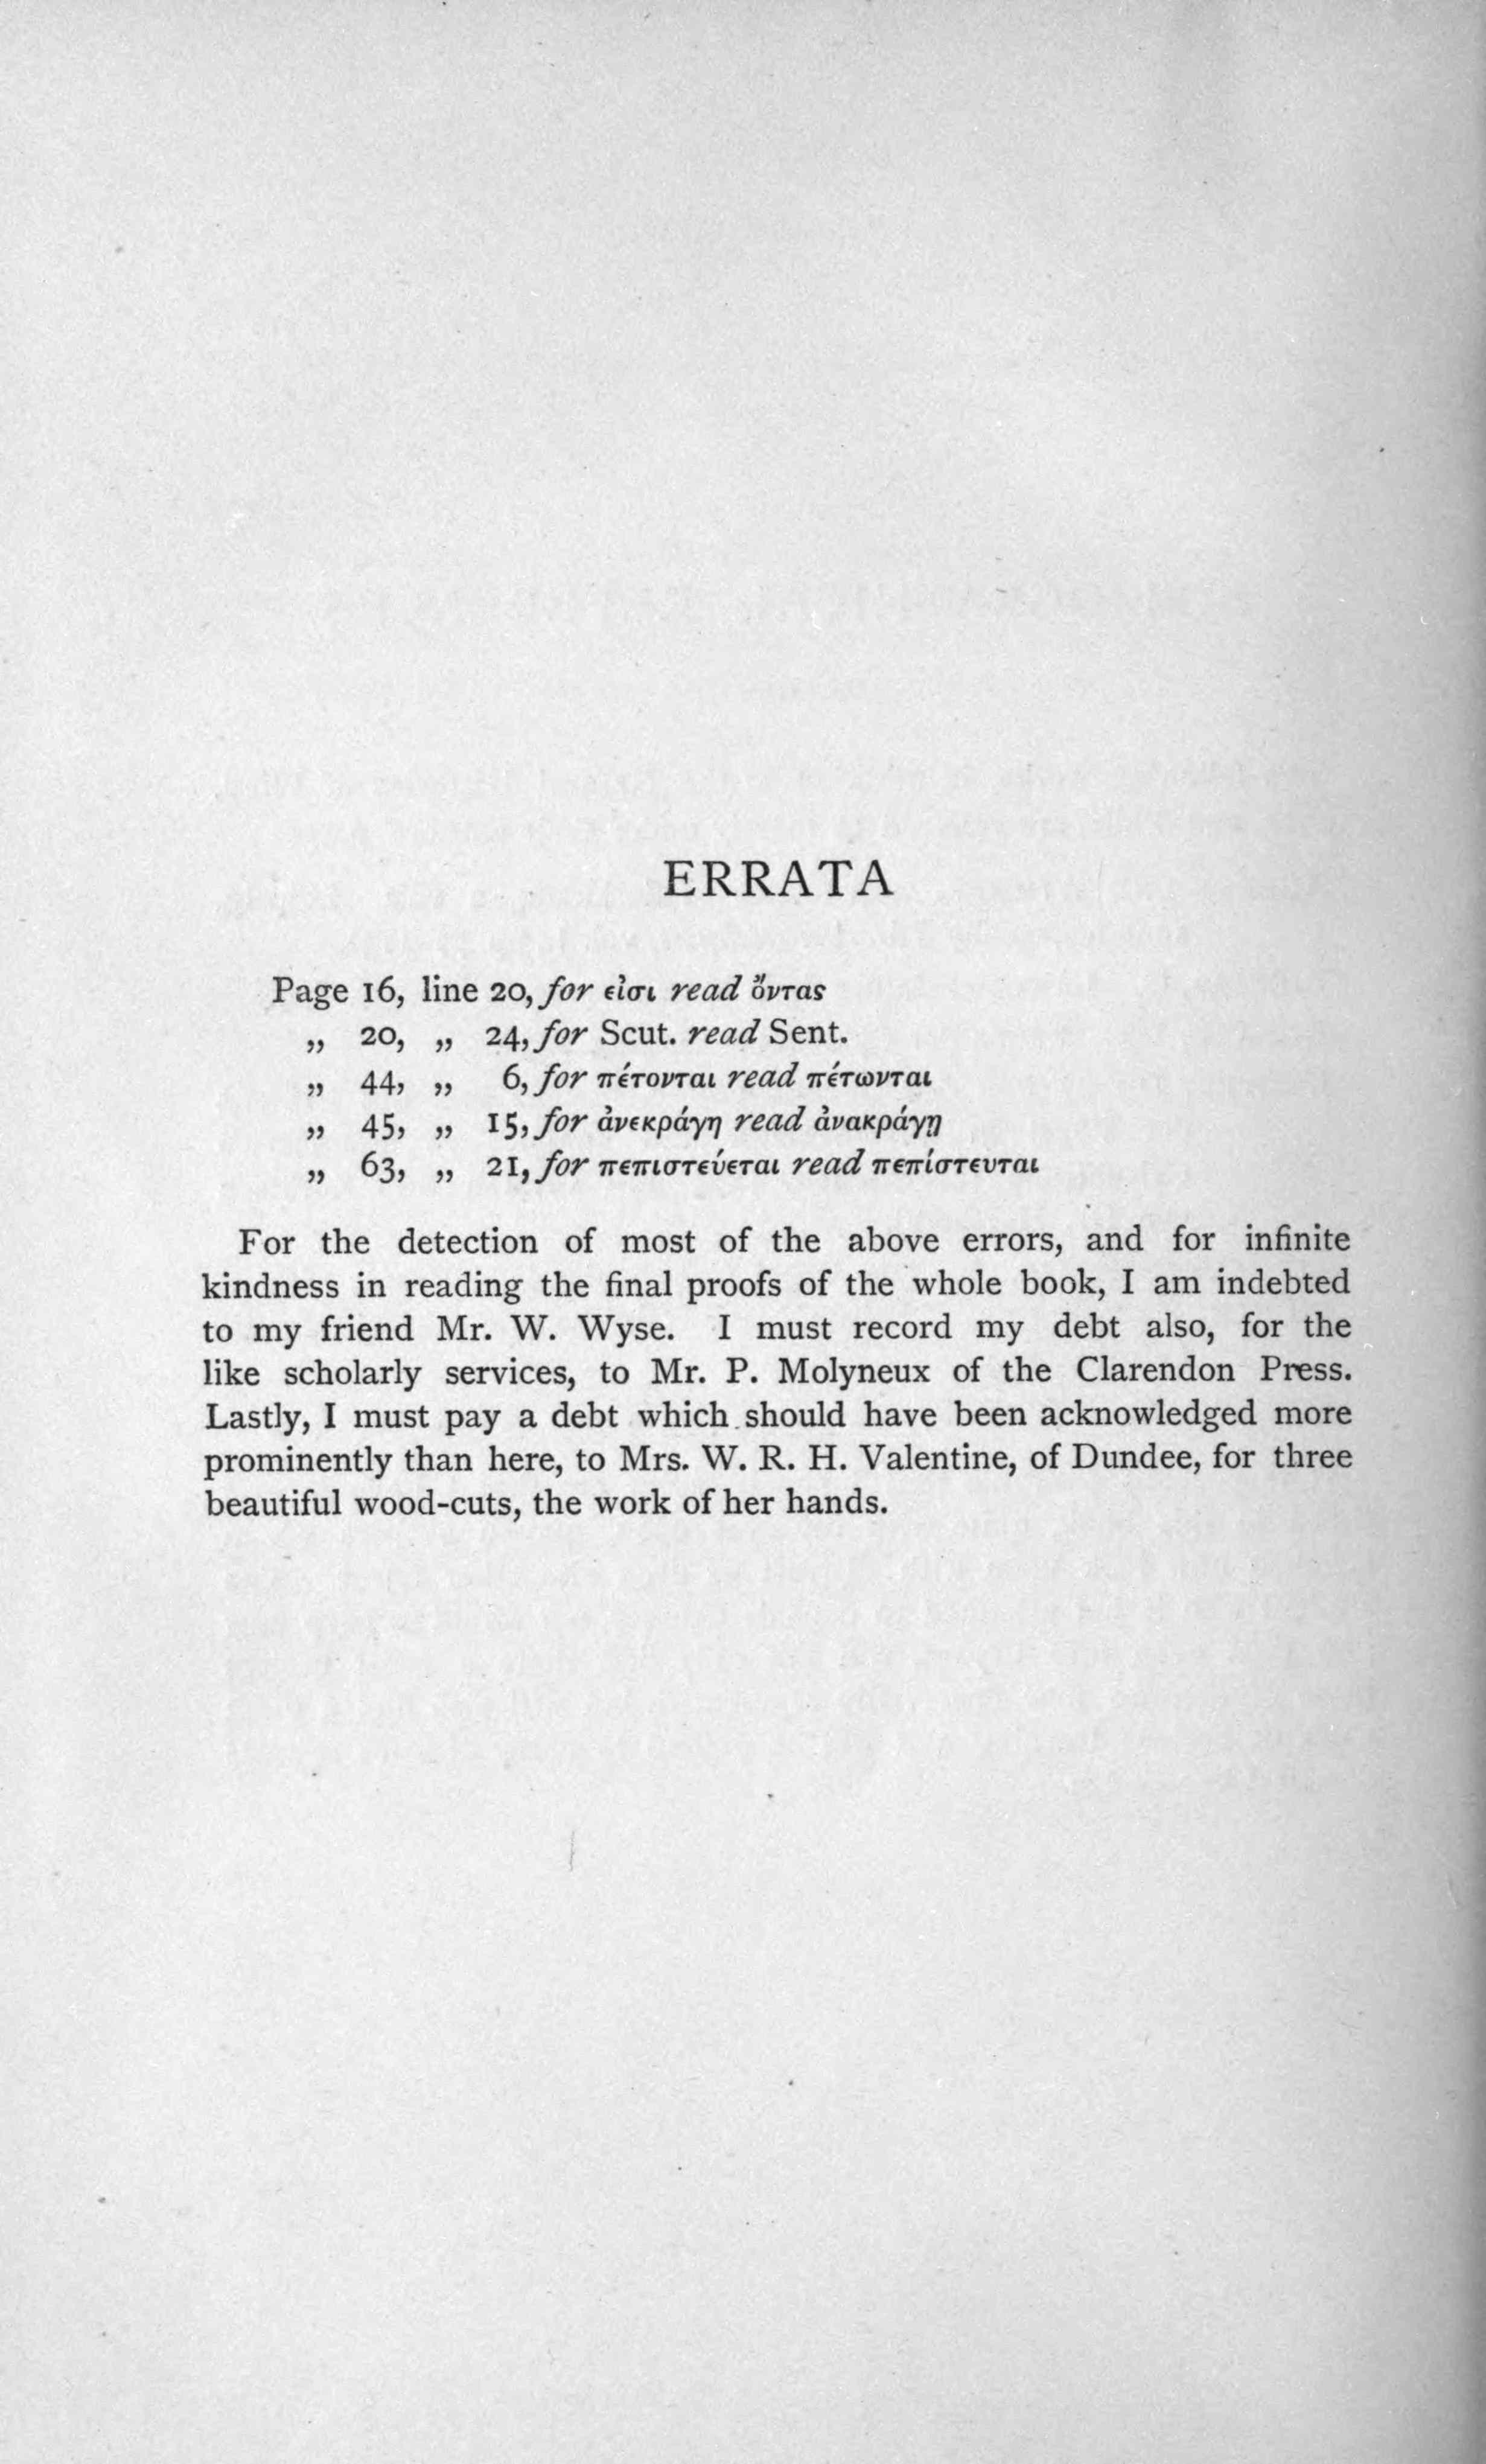 ERRATA
Page 16, line 20, for εἰσι read ὄντας
„ 20, „ 24, for Scut. read Sent.
„ 44, „ 6, for πέτονται read πέτωνται
„ 45, „ 15, for ἀνεκράγη read ἀνακράγῃ
„ 63, „ 21, for πεπιστεύεται read πεπίστευται
For the detection of most of the above errors, and for infinite
kindness in reading the final proofs of the whole book, I am indebted
to my friend Mr. W. Wyse. I must record my debt also, for the
like scholarly services, to Mr. P. Molyneux of the Clarendon Press.
Lastly, I must pay a debt which should have been acknowledged more
prominently than here, to Mrs. W. R. H. Valentine, of Dundee, for three
beautiful wood-cuts, the work of her hands.